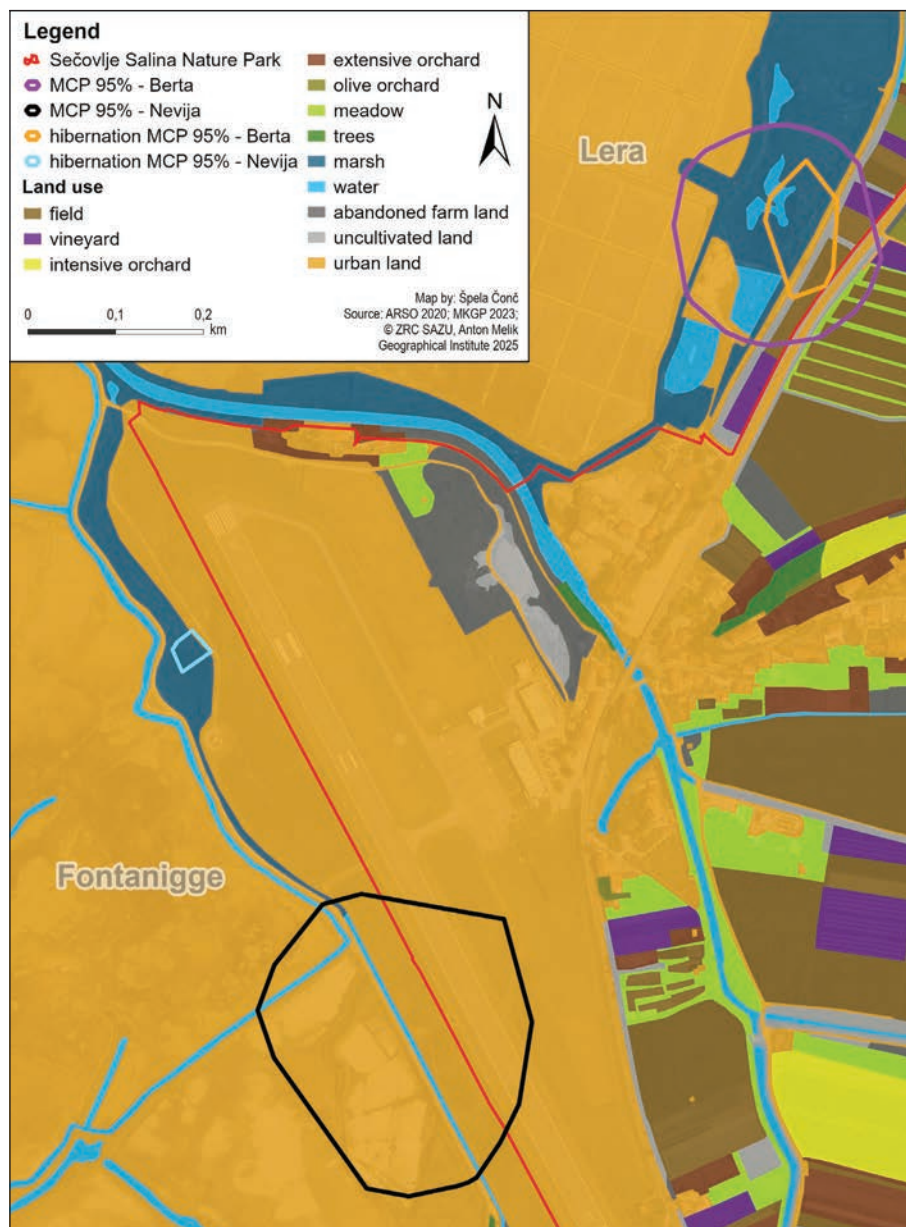 Legend
Sečovlje Salina Nature Park
MCP 95% - Berta
MCP 95% - Nevija
hibernation MCP 95% - Berta
hibernation MCP 95% - Nevija
Land use
field
vineyard
intensive orchard
extensive orchard
olive orchard
meadow
trees
marsh
water
abandoned farm land
uncultivated land
urban land
N
0 0,1 0,2
km
Map by: Špela Čonč
Source: ARSO 2020; MKGP 2023;
© ZRC SAZU, Anton Melik
Geographical Institute 2025
Lera
Fontanigge